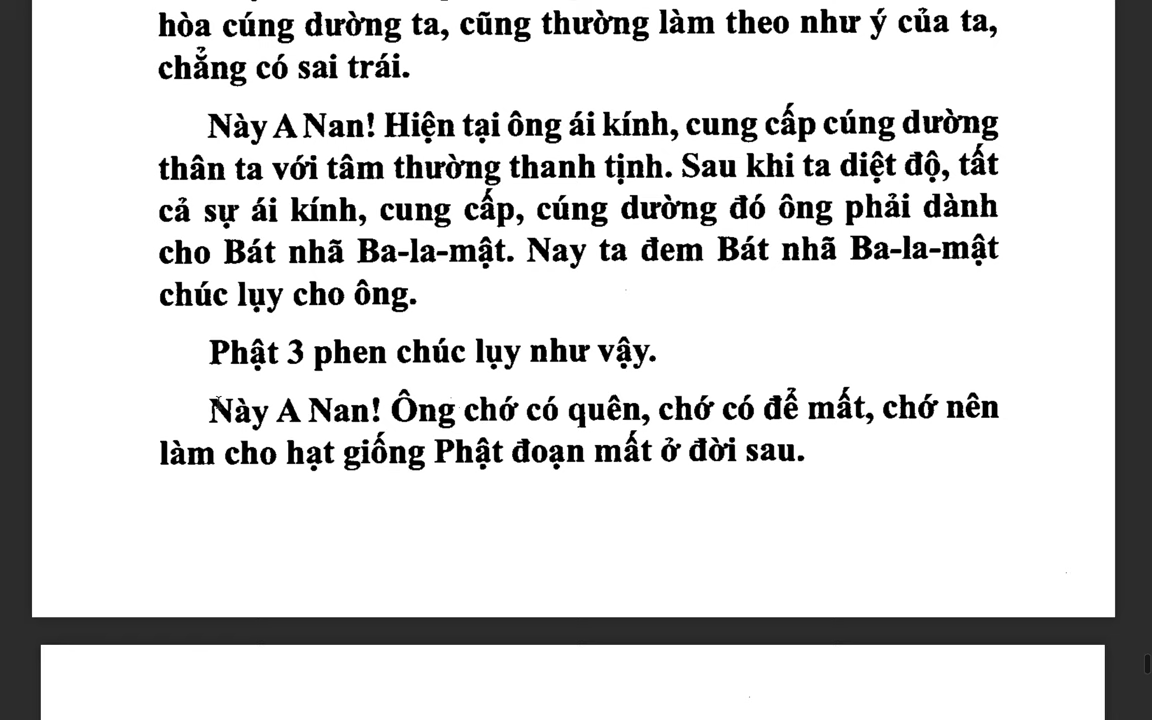 hòa cúng dường ta, cũng thường làm theo như ý của ta,
chẳng có sai trái.
Này A Nan! Hiện tại ông ái kính, cung cấp cúng dường
thân ta với tâm thường thanh tịnh. Sau khi ta diệt độ, tất
cả sự ái kính, cung cấp, cúng dường đó ông phải dành
cho Bát nhã Ba-la-mật. Nay ta đem Bát nhã Ba-la-mật
chúc lụy cho ông.
Phật 3 phen chúc lụy như vậy.
Này A Nan! Ông chớ có quên, chớ có để mất, chớ nên
làm cho hạt giống Phật đoạn mất ở đời sau.